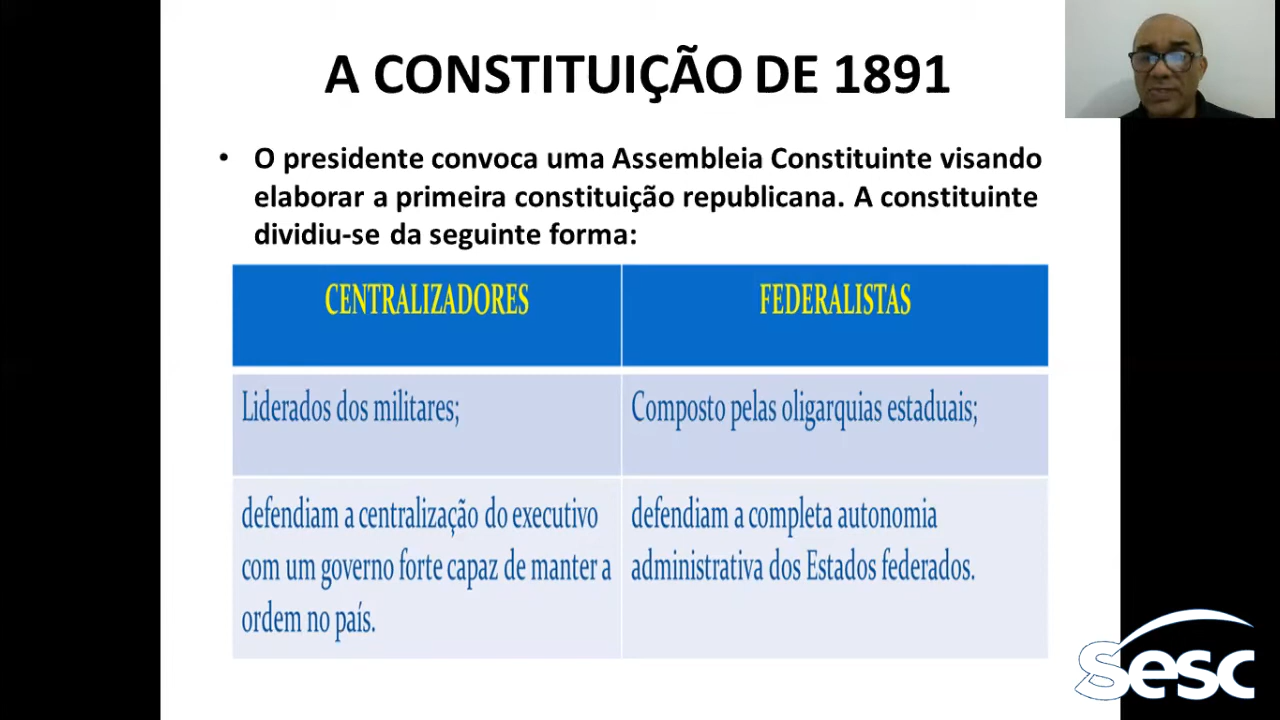 A CONSTITUIÇÃO DE 1891
• O presidente convoca uma Assembleia Constituinte visando
elaborar a primeira constituição republicana. A constituinte
dividiu-se da seguinte forma:
CENTRALIZADORES
FEDERALISTAS
Liderados dos militares;
Composto pelas oligarquias estaduais;
defendiam a centralização do executivo
com um governo forte capaz de manter a
ordem no país.
defendiam a completa autonomia
administrativa dos Estados federados.
Sesc